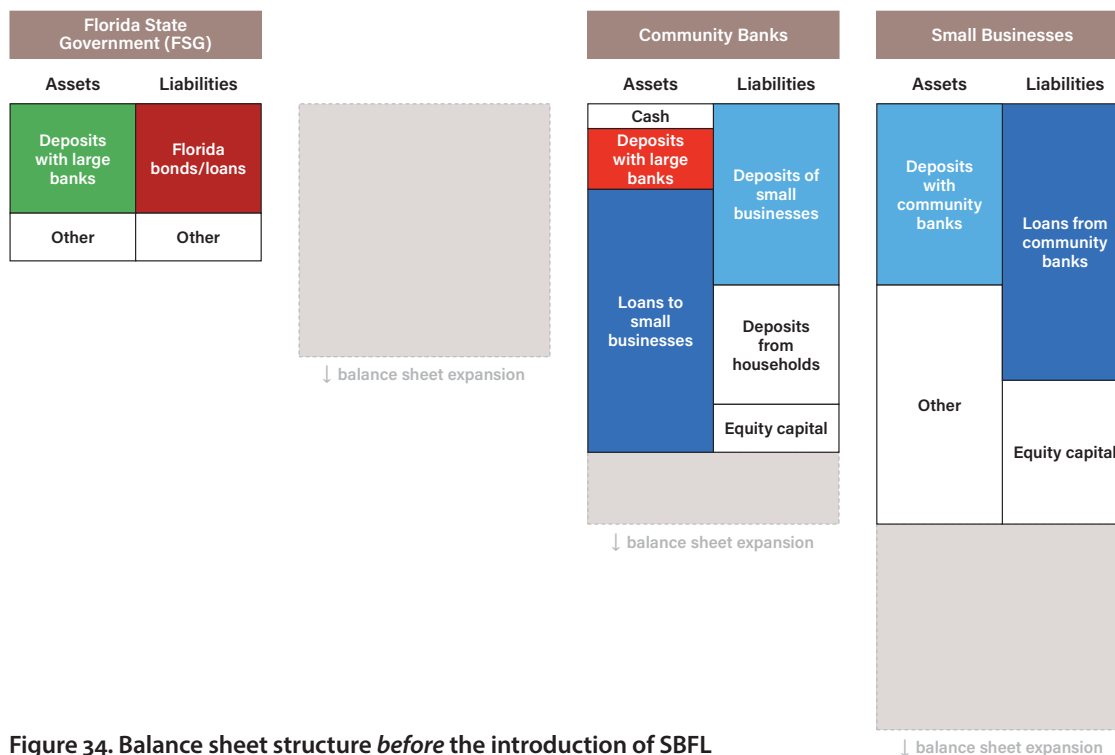 Florida State
Government (FSG)
Assets
Liabilities
Deposits
with large
banks
Florida
bonds/loans
Other
Other
↓ balance sheet expansion
Community Banks
Assets
Liabilities
Cash
Deposits
with large
banks
Loans to
small
businesses
Deposits of
small
businesses
Deposits
from
households
Equity capital
↓ balance sheet expansion
Small Businesses
Assets
Liabilities
Deposits
with
community
banks
Other
Loans from
community
banks
Equity capital
↓ balance sheet expansion
Figure 34. Balance sheet structure before the introduction of SBFL